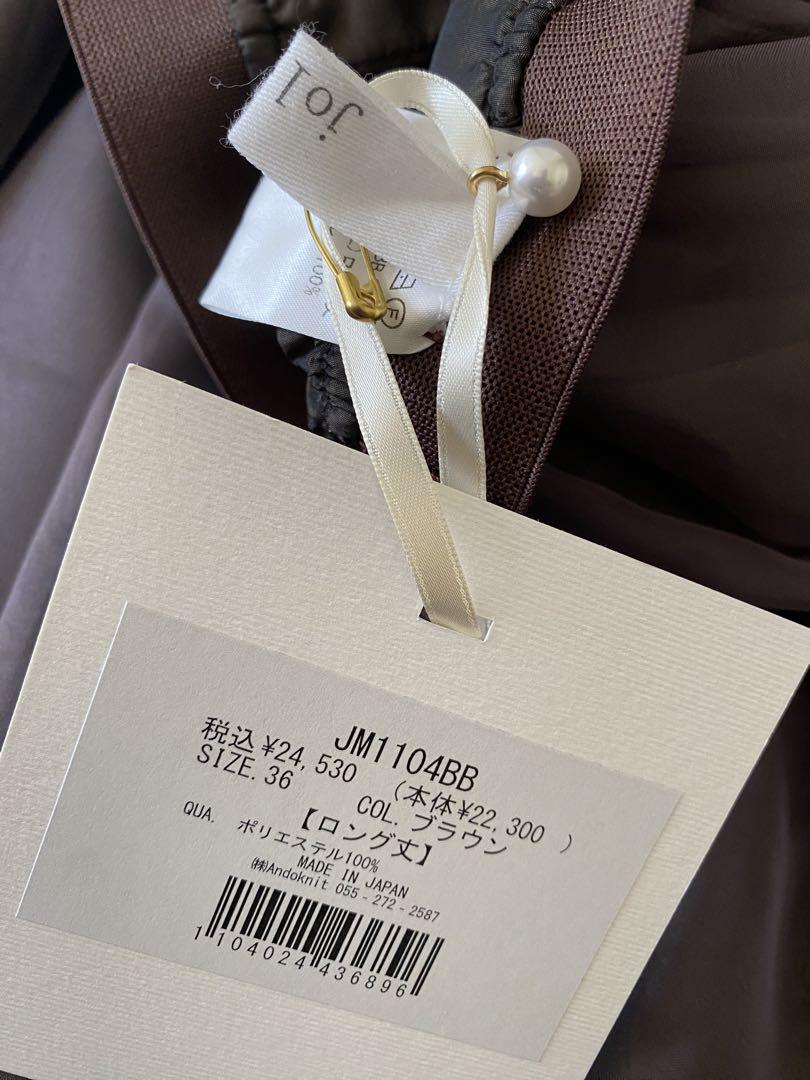 jo1
100%
F
JM1104BB
税込 ¥24,530 (本体¥22,300 )
SIZE.36 COL.ブラウン
【ロング丈】
QUA. ポリエステル100%
MADE IN JAPAN
㈱Andoknit 055-272-2587
1104024436896